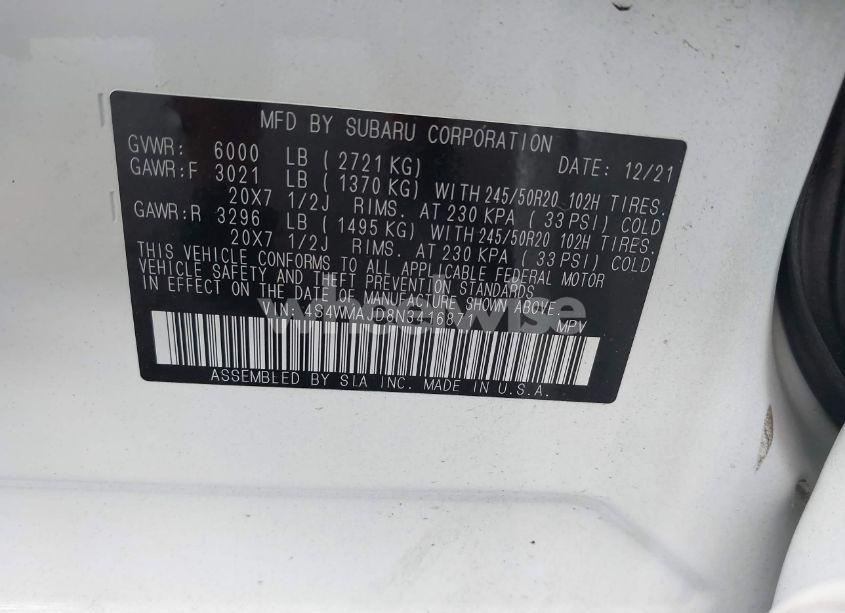 MFD BY SUBARU CORPORATION
GVWR: 6000 LB ( 2721 KG) DATE: 12/21
GAWR:F 3021 LB ( 1370 KG) WITH 245/50R20 102H TIRES.
20X7 1/2J RIMS. AT 230 KPA ( 33 PSI) COLD
GAWR:R 3296 LB ( 1495 KG) WITH 245/50R20 102H TIRES.
20X7 1/2J RIMS. AT 230 KPA ( 33 PSI) COLD
THIS VEHICLE CONFORMS TO ALL APPLICABLE FEDERAL MOTOR
VEHICLE SAFETY AND THEFT PREVENTION STANDARDS
IN EFFECT ON THE DATE OF MANUFACTURE SHOWN ABOVE.
wheelwise
VIN: MPV
ASSEMBLED BY SIA INC. MADE IN U.S.A.